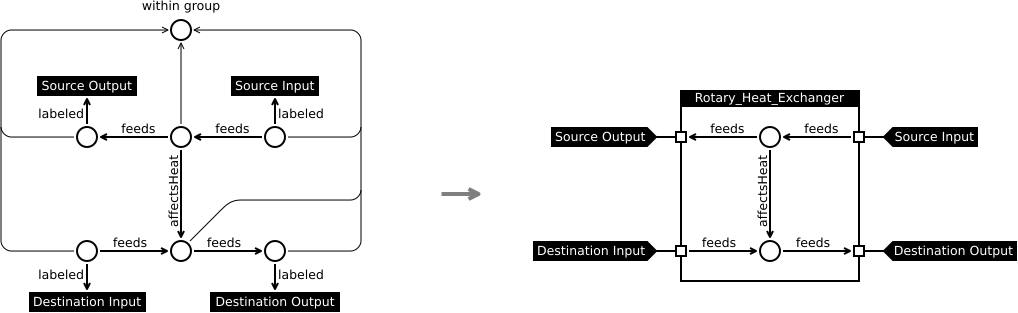 within group
Source Output
Source Input
labeled
labeled
feeds
feeds
affectsHeat
feeds
feeds
labeled
labeled
Destination Input
Destination Output
Rotary_Heat_Exchanger
Source Output
feeds
feeds
Source Input
affectsHeat
Destination Input
feeds
feeds
Destination Output